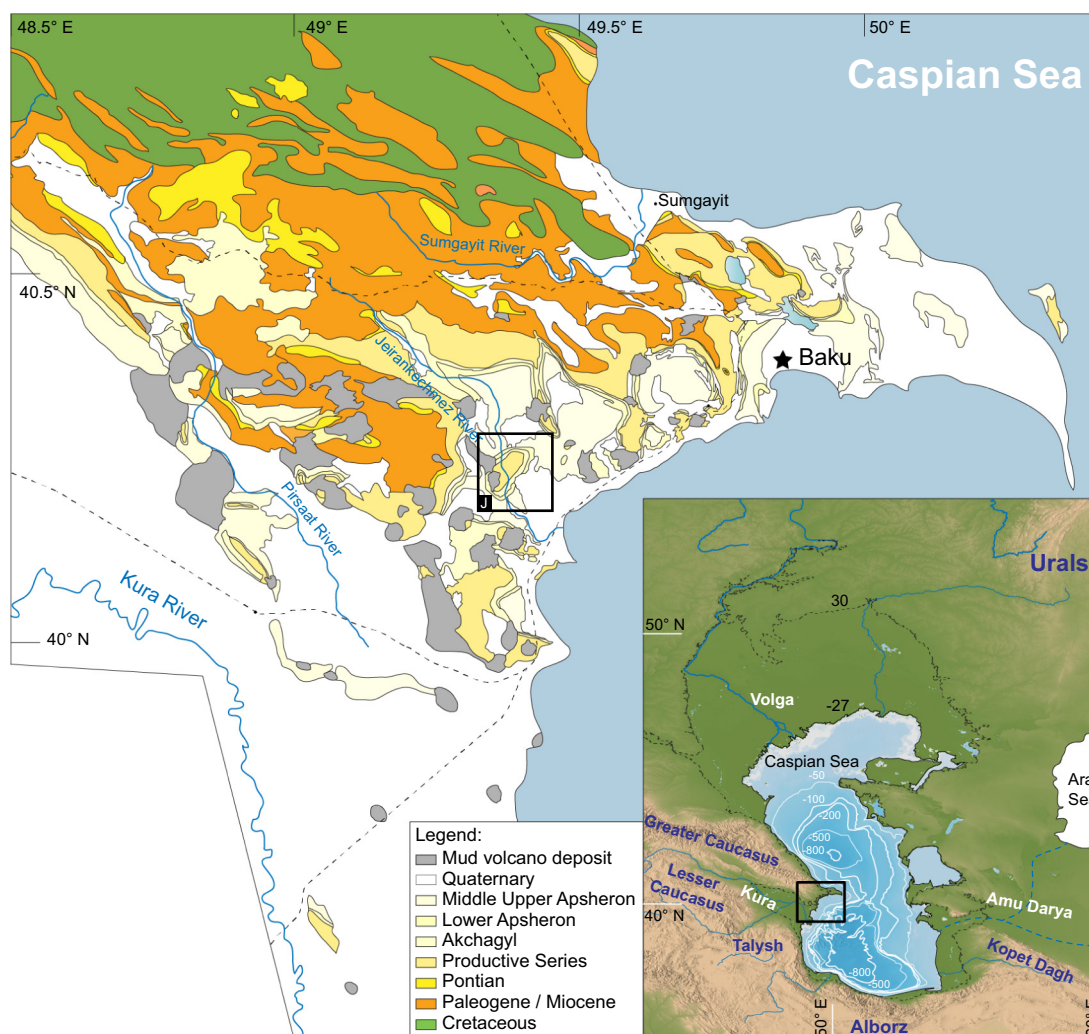 48.5° E
49° E
49.5° E
50° E
Caspian Sea
Sumgayit
Sumgayit River
40.5° N
Jeirankechmez River
Baku
J
Pirsaat River
Kura River
40° N
Legend:
Mud volcano deposit
Quaternary
Middle Upper Apsheron
Lower Apsheron
Akchagyl
Productive Series
Pontian
Paleogene / Miocene
Cretaceous
Urals
30
50° N
Volga
-27
Caspian Sea
-50
-100
-200
-500
-800
Ara
Se
Greater Caucasus
Lesser
Caucasus
Kura
40° N
Talysh
Amu Darya
Kopet Dagh
-800
-500
50° E
Alborz